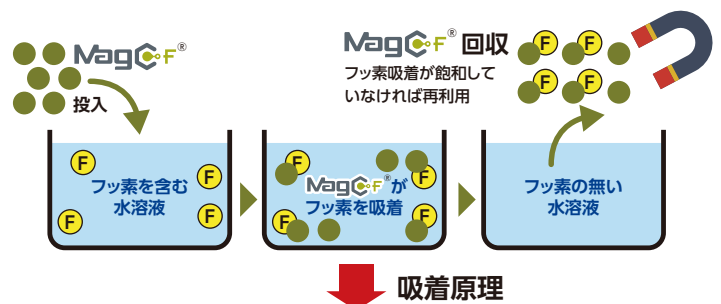 MagC-F®
投入
MagC-F® 回収
フッ素吸着が飽和して
いなければ再利用
F F
F F
F
F
F
F
フッ素を含む
水溶液
F
F
F
F
MagC-F®が
フッ素を吸着
フッ素の無い
水溶液
吸着原理